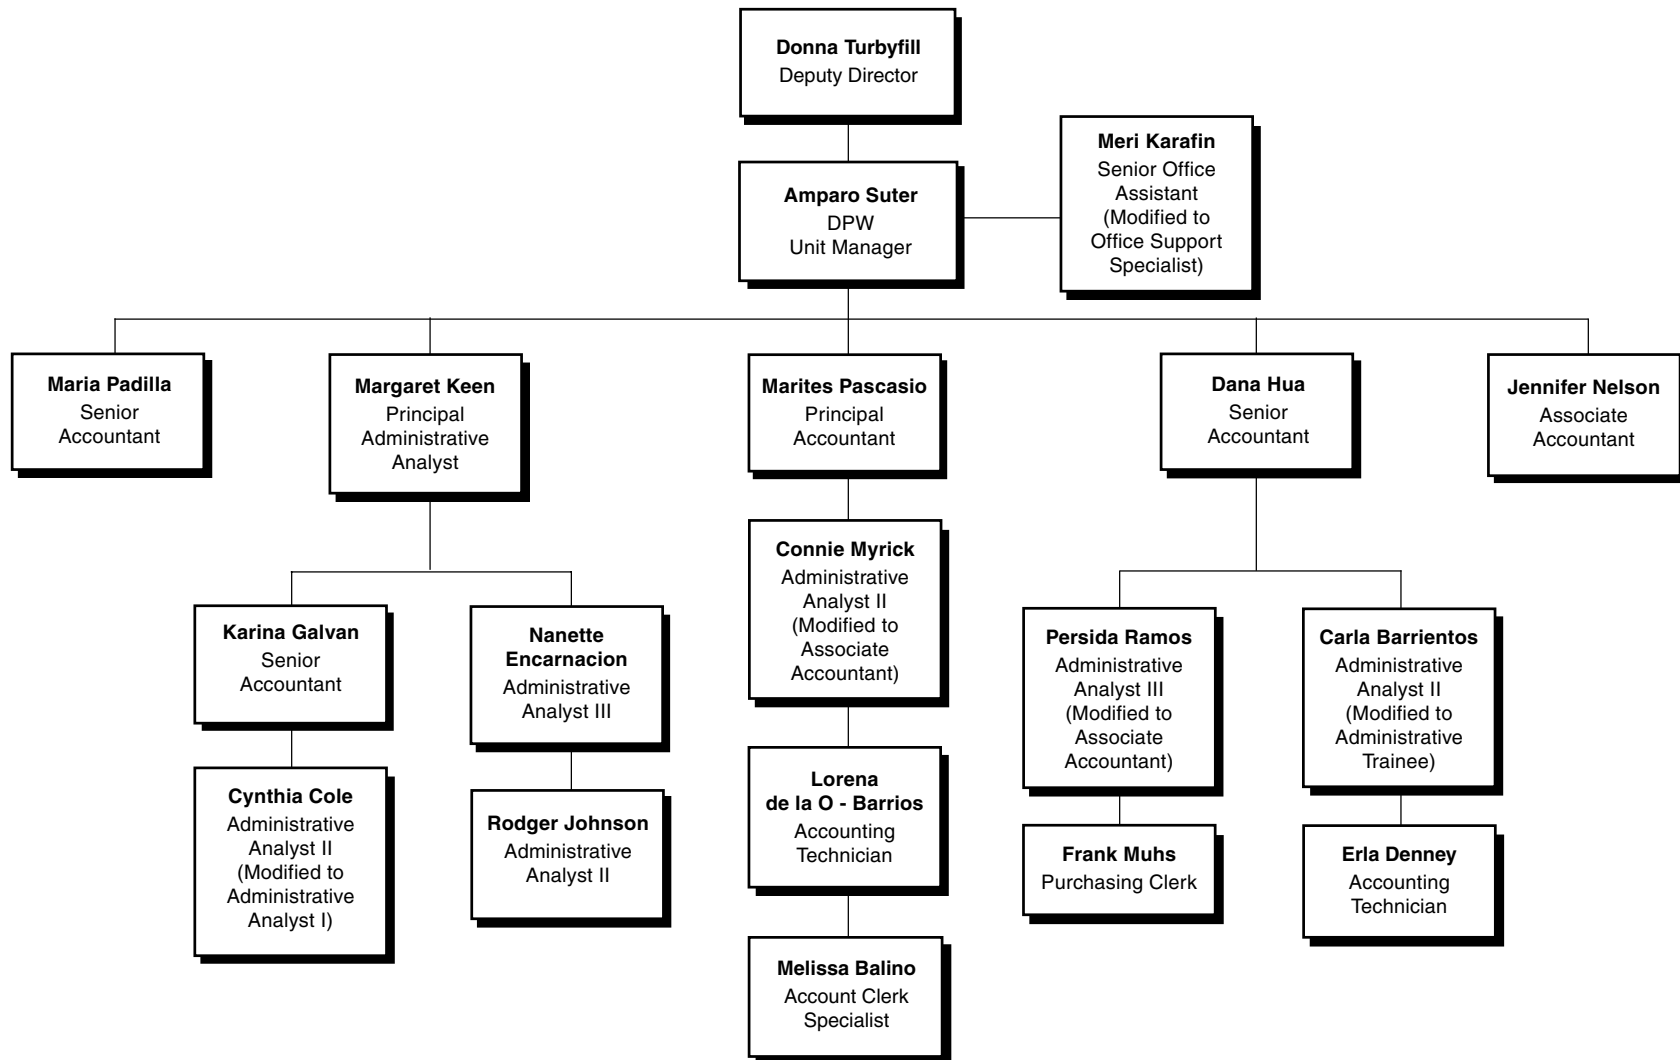 Donna Turbyfill
Deputy Director
Meri Karafin
Senior Office
Assistant
(Modified to
Office Support
Specialist)
Amparo Suter
DPW
Unit Manager
Maria Padilla
Senior
Accountant
Margaret Keen
Principal
Administrative
Analyst
Marites Pascasio
Principal
Accountant
Dana Hua
Senior
Accountant
Jennifer Nelson
Associate
Accountant
Karina Galvan
Senior
Accountant
Nanette
Encarnacion
Administrative
Analyst III
Connie Myrick
Administrative
Analyst II
(Modified to
Associate
Accountant)
Persida Ramos
Administrative
Analyst III
(Modified to
Associate
Accountant)
Carla Barrientos
Administrative
Analyst II
(Modified to
Administrative
Trainee)
Cynthia Cole
Administrative
Analyst II
(Modified to
Administrative
Analyst I)
Rodger Johnson
Administrative
Analyst II
Lorena
de la O - Barrios
Accounting
Technician
Frank Muhs
Purchasing Clerk
Erla Denney
Accounting
Technician
Melissa Balino
Account Clerk
Specialist